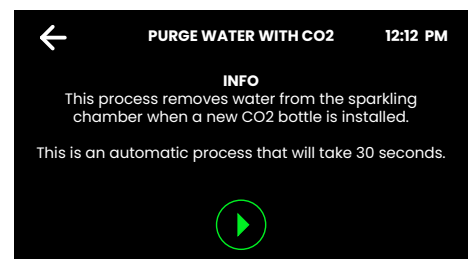 PURGE WATER WITH CO2
12:12 PM
INFO
This process removes water from the sparkling
chamber when a new CO2 bottle is installed.
This is an automatic process that will take 30 seconds.